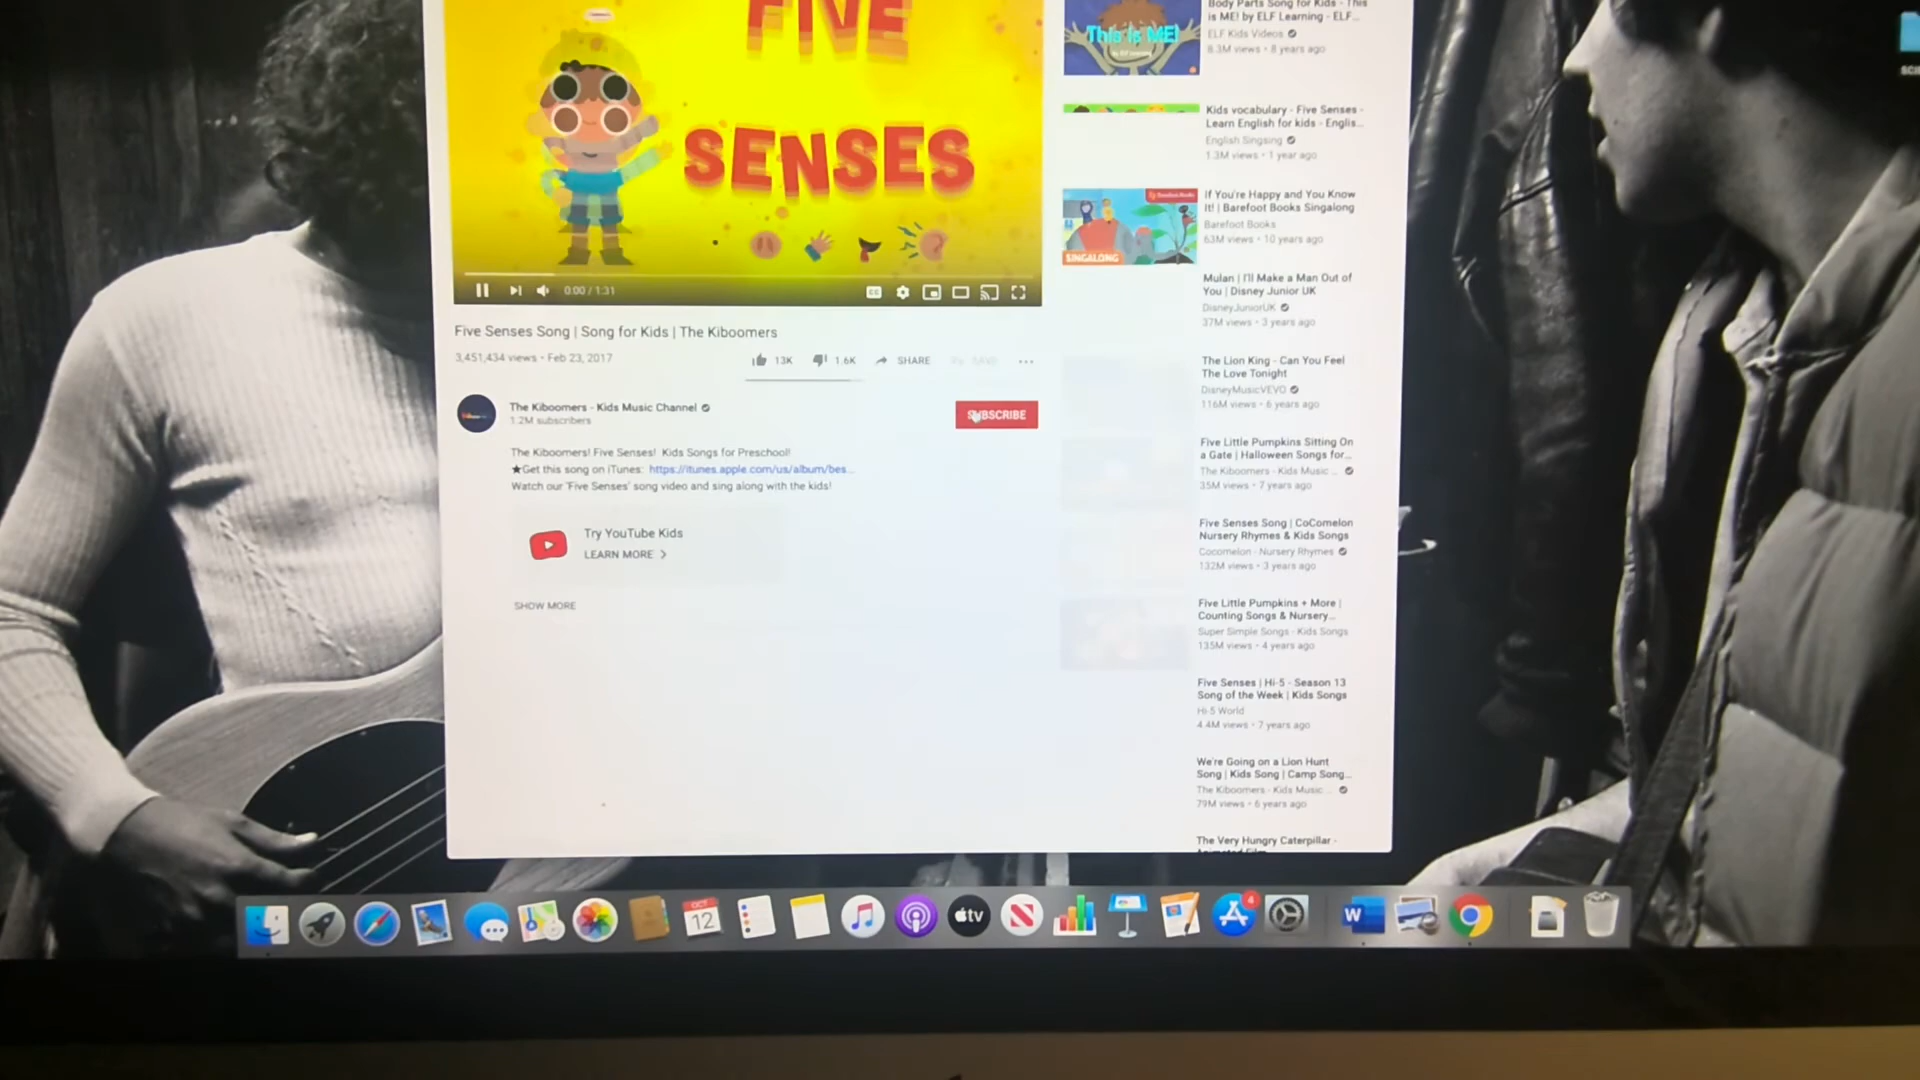 FIVE
SENSES
0:00 / 1:31
CC
Five Senses Song | Song for Kids | The Kiboomers
3,451,434 views • Feb 23, 2017
13K
1.6K
SHARE
The Kiboomers - Kids Music Channel
1.2M subscribers
SUBSCRIBE
The Kiboomers! Five Senses! Kids Songs for Preschool!
★Get this song on iTunes: https://itunes.apple.com/us/album/bes...
Watch our 'Five Senses' song video and sing along with the kids!
Try YouTube Kids
LEARN MORE
SHOW MORE
This is ME!
Body Parts Song for Kids - This
is ME! by ELF Learning - ELF...
ELF Kids Videos
8.3M views • 8 years ago
Kids vocabulary - Five Senses -
Learn English for kids - Englis...
English Singsing
1.3M views • 1 year ago
SINGALONG
If You're Happy and You Know
It! | Barefoot Books Singalong
Barefoot Books
63M views • 10 years ago
Mulan | I'll Make a Man Out of
You | Disney Junior UK
DisneyJuniorUK
37M views • 3 years ago
The Lion King - Can You Feel
The Love Tonight
DisneyMusicVEVO
116M views • 6 years ago
Five Little Pumpkins Sitting On
a Gate | Halloween Songs for...
The Kiboomers - Kids Music ...
35M views • 7 years ago
Five Senses Song | CoComelon
Nursery Rhymes & Kids Songs
Cocomelon - Nursery Rhymes
132M views • 3 years ago
Five Little Pumpkins + More |
Counting Songs & Nursery...
Super Simple Songs - Kids Songs
135M views • 4 years ago
Five Senses | Hi-5 - Season 13
Song of the Week | Kids Songs
Hi-5 World
4.4M views • 7 years ago
We're Going on a Lion Hunt
Song | Kids Song | Camp Song...
The Kiboomers - Kids Music ...
79M views • 6 years ago
The Very Hungry Caterpillar -
OCT
12
tv
4
W